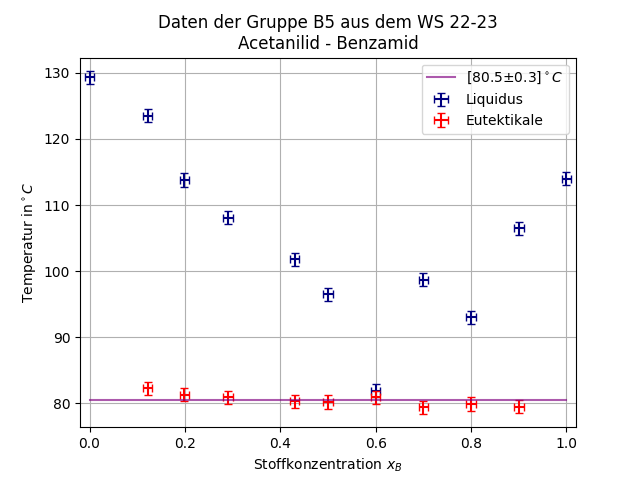 Daten der Gruppe B5 aus dem WS 22-23
Acetanilid - Benzamid
[80.5±0.3]°C
Liquidus
Eutektikale
Temperatur in°C
130
120
110
100
90
80
0.0 0.2 0.4 0.6 0.8 1.0
Stoffkonzentration x_B